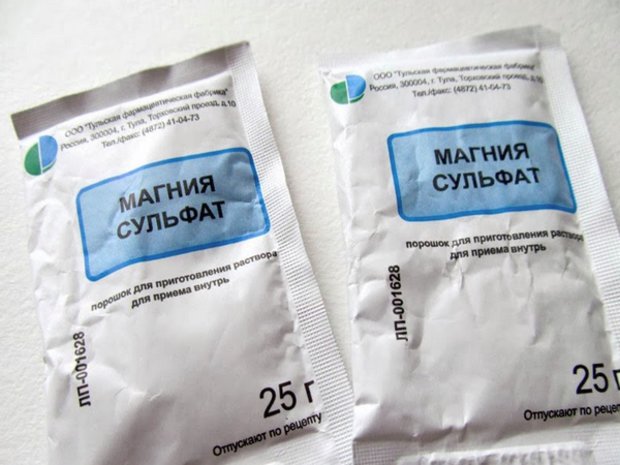 ООО "Тульская фармацевтическая фабрика"
Россия, 300004, г. Тула, Торховский проезд, д.10
Тел./факс: (4872) 41-04-73
МАГНИЯ
СУЛЬФАТ
порошок для приготовления раствора
для приема внутрь
ЛП-001628
25 г
Отпускают по рецепту
ООО "Тульская фармацевтическая фабрика"
Россия, 300004, г. Тула, Торховский проезд, д.10
Тел./факс: (4872) 41-04-73
МАГНИЯ
СУЛЬФАТ
порошок для приготовления раствора
для приема внутрь
ЛП-001628
25 г
Отпускают по рецеп